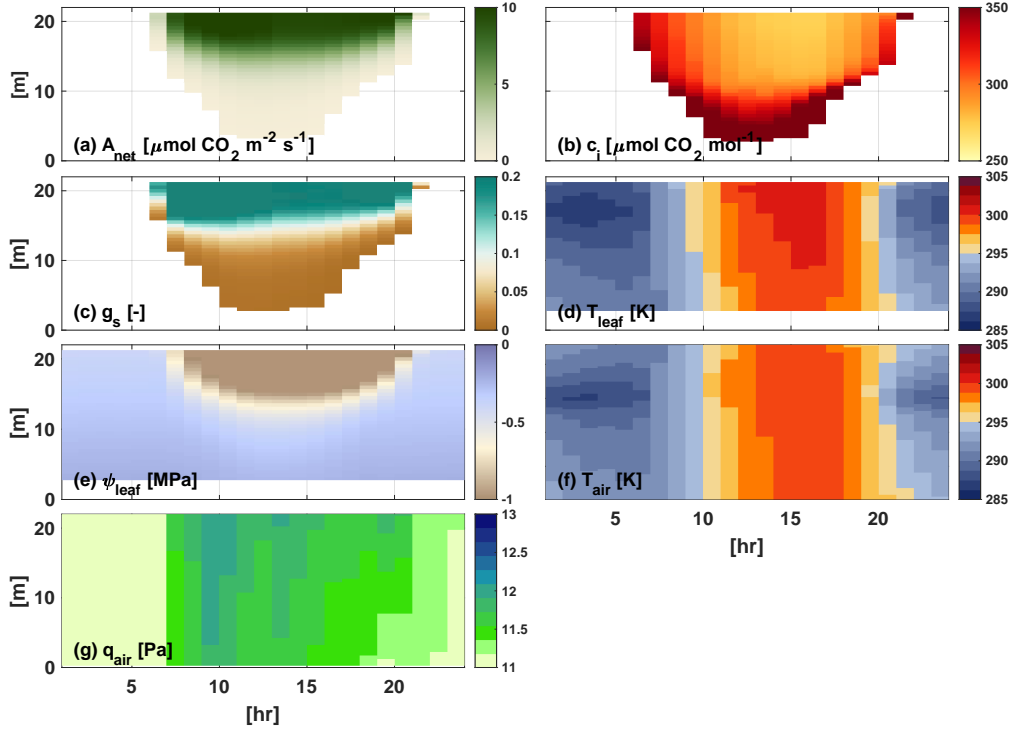 20
10
0
[m]
(a) A_net [μmol CO_2 m^-2 s^-1]
10
5
0
(b) c_i [μmol CO_2 mol^-1]
350
300
250
20
10
0
[m]
(c) g_s [-]
0.2
0.15
0.1
0.05
0
(d) T_leaf [K]
305
300
295
290
285
20
10
0
(e) ψ_leaf [MPa]
0
-0.5
-1
(f) T_air [K]
305
300
295
290
285
5 10 15 20
[hr]
20
10
0
[m]
(g) q_air [Pa]
13
12.5
12
11.5
11
5 10 15 20
[hr]